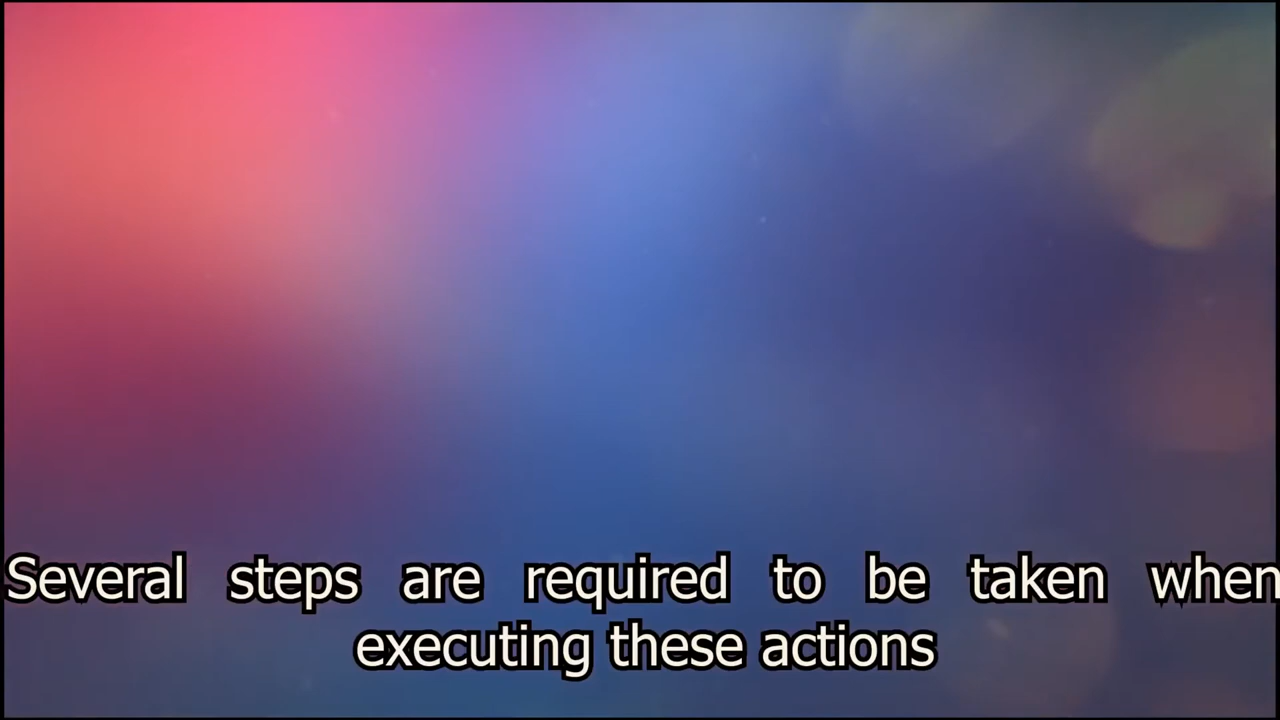 Several steps are required to be taken when
executing these actions